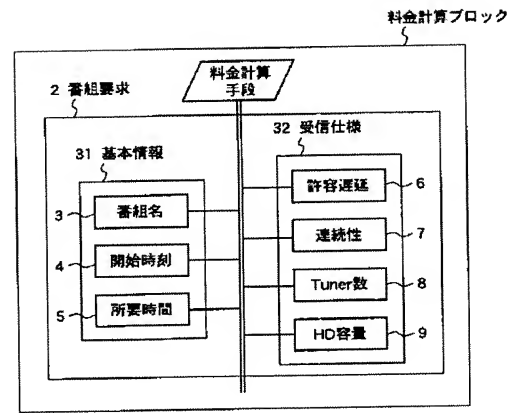 料金計算ブロック
料金計算
手段
2 番組要求
31 基本情報
3 番組名
4 開始時刻
5 所要時間
32 受信仕様
許容遅延 6
連続性 7
Tuner数 8
HD容量 9